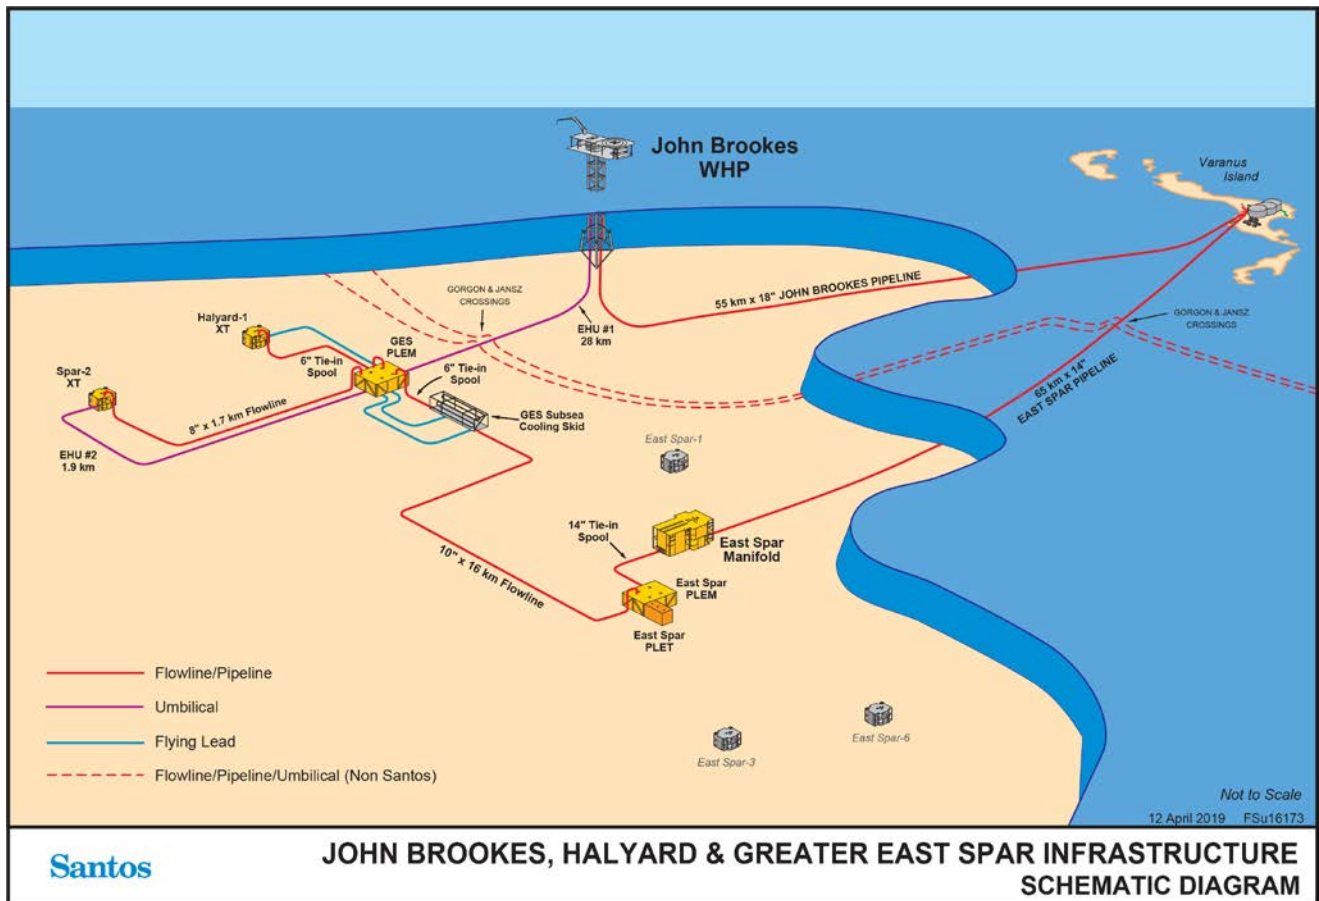 John Brookes
WHP
Varanus
Island
55 km x 18" JOHN BROOKES PIPELINE
GORGON & JANSZ
CROSSINGS
EHU #1
28 km
GORGON & JANSZ
CROSSINGS
65 km x 14"
EAST SPAR PIPELINE
Halyard-1
XT
GES
PLEM
6" Tie-in
Spool
6" Tie-in
Spool
Spar-2
XT
8" x 1.7 km Flowline
GES Subsea
Cooling Skid
EHU #2
1.9 km
East Spar-1
14" Tie-in
Spool
East Spar
Manifold
10" x 16 km Flowline
East Spar
PLEM
East Spar
PLET
Flowline/Pipeline
Umbilical
Flying Lead
Flowline/Pipeline/Umbilical (Non Santos)
East Spar-6
East Spar-3
Not to Scale
12 April 2019 FSu16173
Santos
JOHN BROOKES, HALYARD & GREATER EAST SPAR INFRASTRUCTURE
SCHEMATIC DIAGRAM